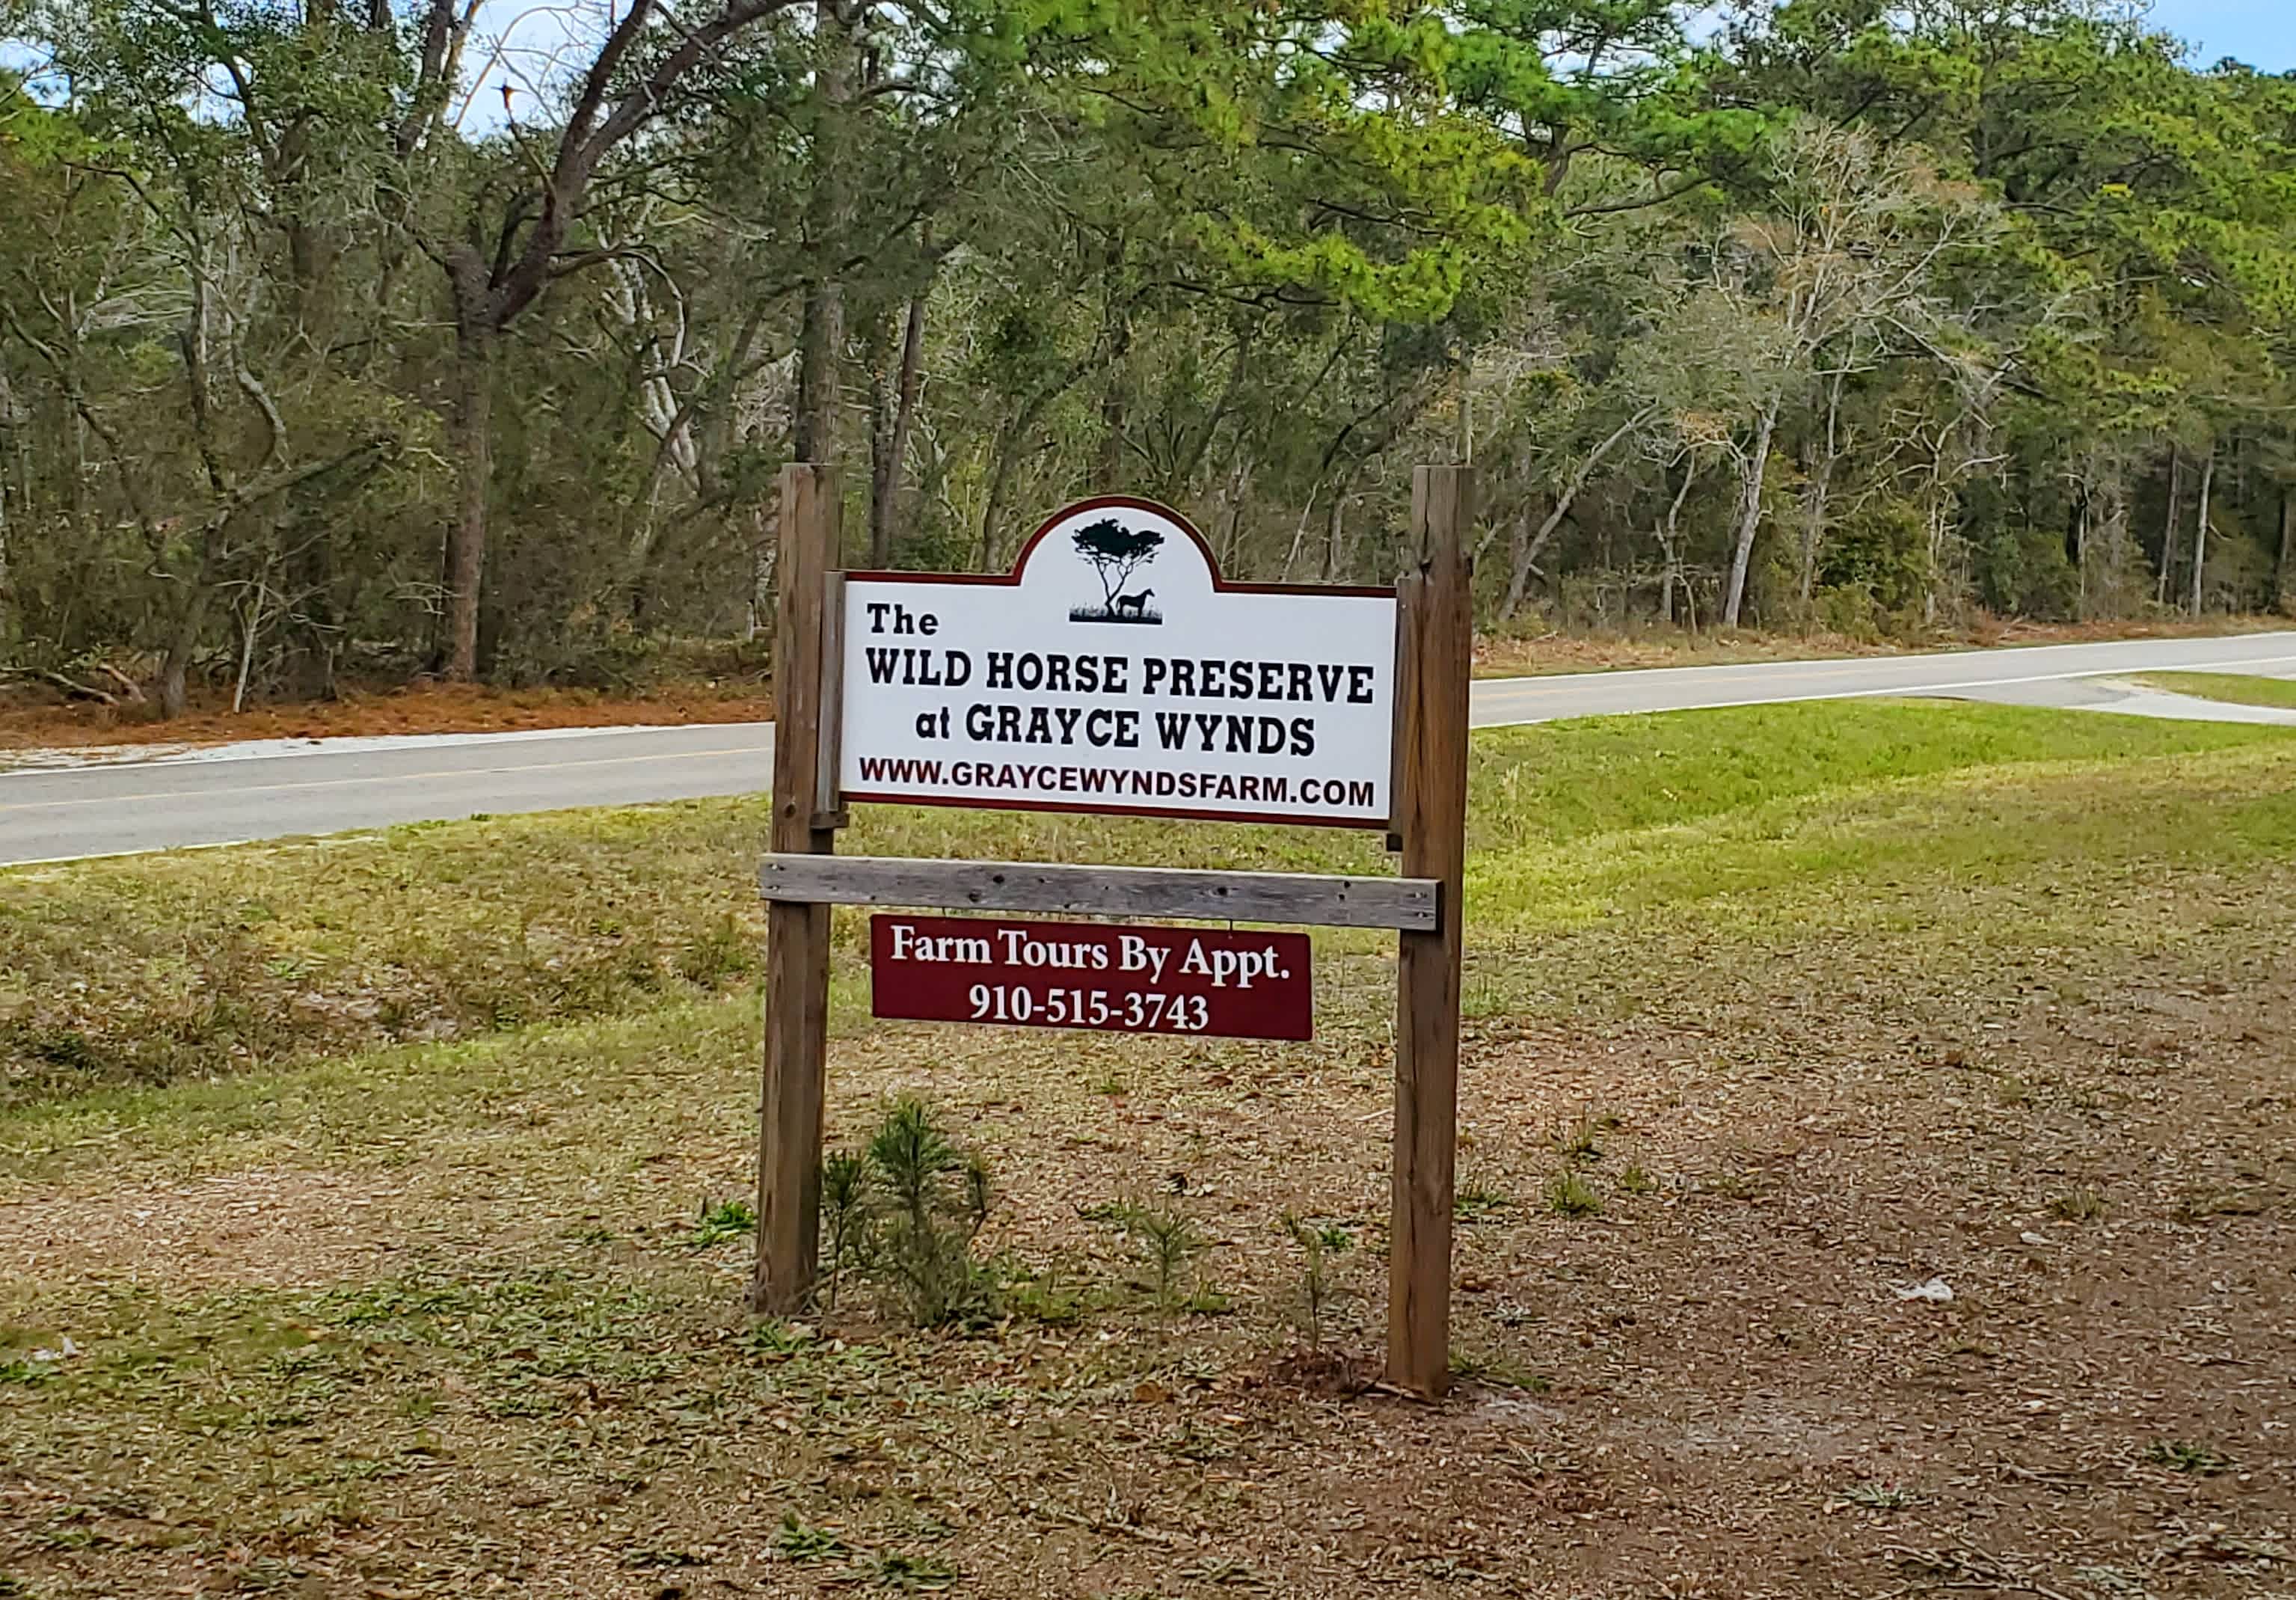 The
WILD HORSE PRESERVE
at GRAYCE WYNDS
WWW.GRAYCEWYNDSFARM.COM
Farm Tours By Appt.
910-515-3743